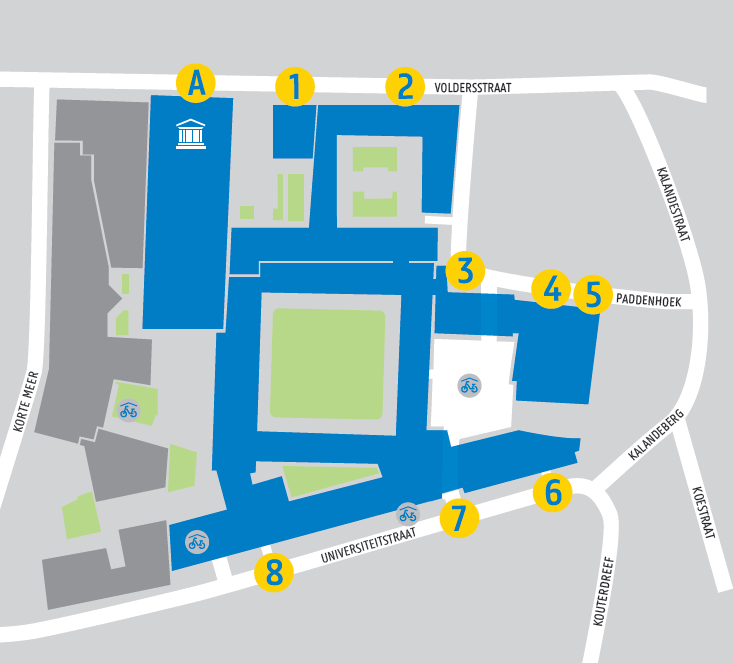 A
1
2
VOLDERSSTRAAT
KALANDESTRAAT
3
4
5
PADDENHOEK
KORTE MEER
KALANDEBERG
6
7
KOESTRAAT
UNIVERSITEITSTRAAT
8
KOUTERDREEF